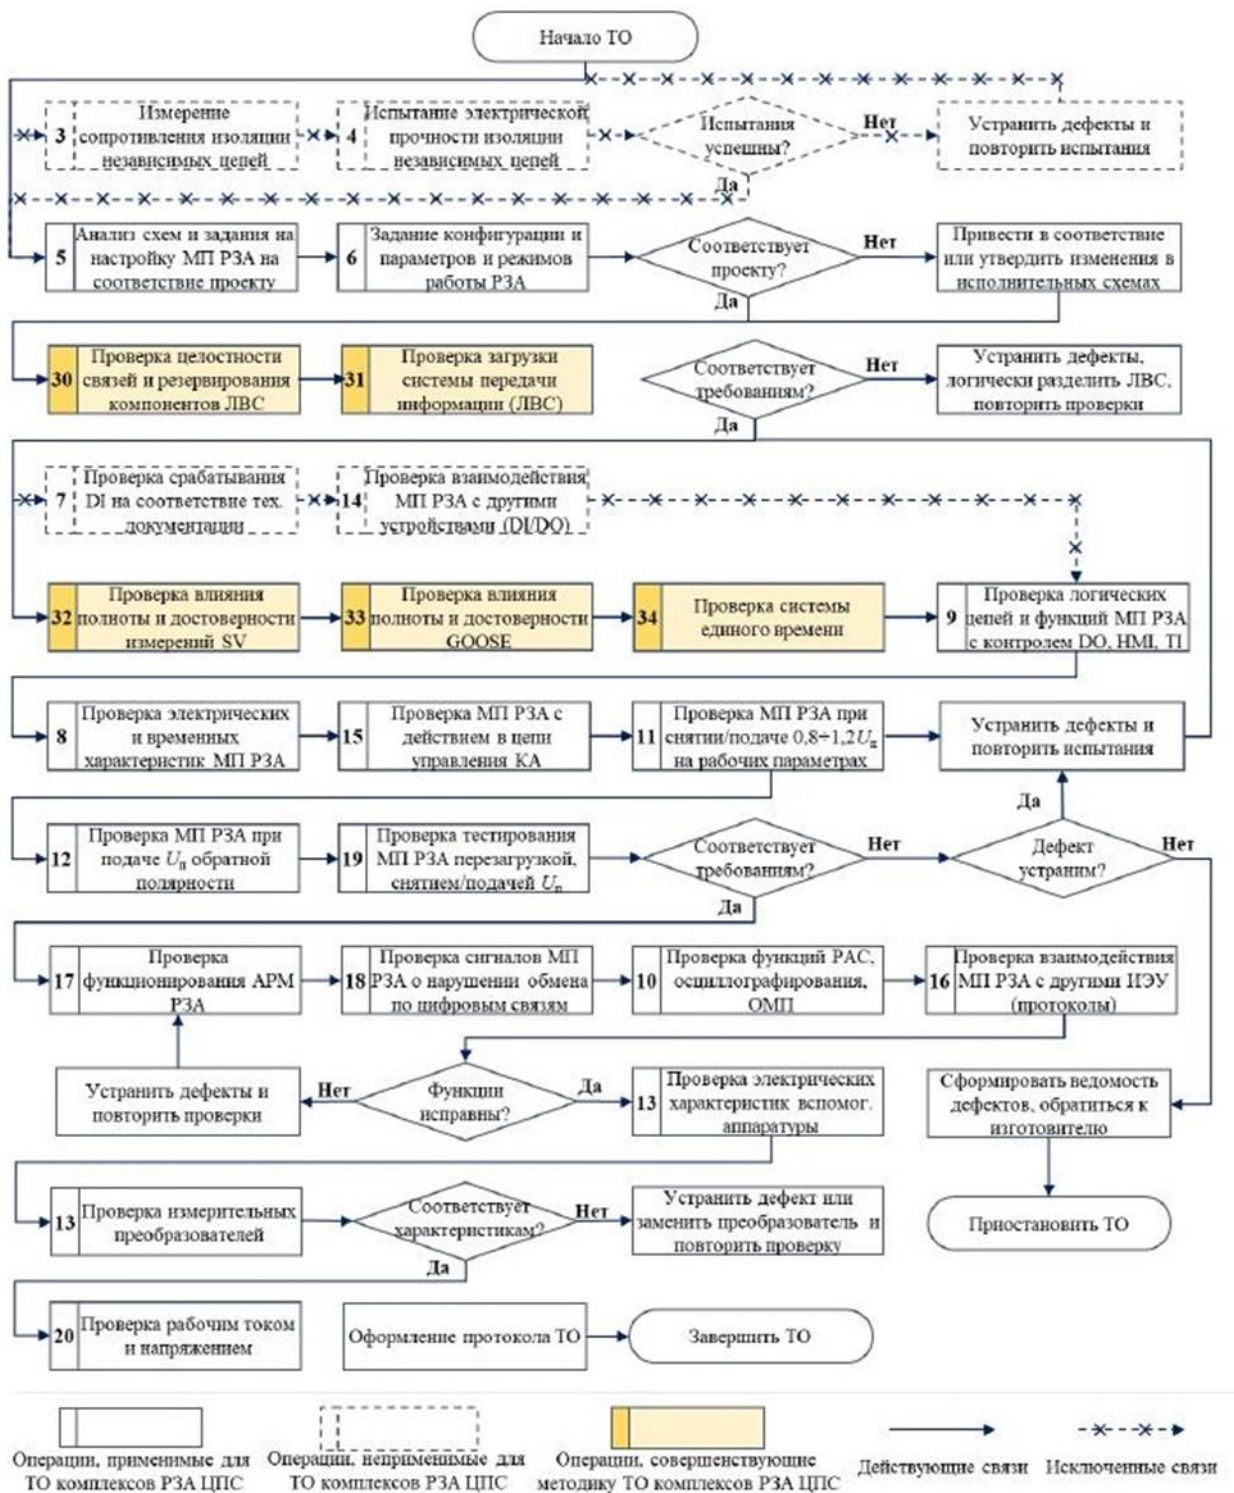 Начало ТО
3
Измерение
сопротивления изоляции
независимых цепей
4
Испытание электрической
прочности изоляции
независимых цепей
Испытания
успешны?
Нет
Устранить дефекты и
повторить испытания
Да
5
Анализ схем и задания на
настройку МП РЗА на
соответствие проекту
6
Задание конфигурации и
параметров и режимов
работы РЗА
Соответствует
проекту?
Нет
Привести в соответствие
или утвердить изменения в
исполнительных схемах
Да
30
Проверка целостности
связей и резервирования
компонентов ЛВС
31
Проверка загрузки
системы передачи
информации (ЛВС)
Соответствует
требованиям?
Нет
Устранить дефекты,
логически разделить ЛВС,
повторить проверки
Да
7
Проверка срабатывания
DI на соответствие тех.
документации
14
Проверка взаимодействия
МП РЗА с другими
устройствами (DI/DO)
32
Проверка влияния
полноты и достоверности
измерений SV
33
Проверка влияния
полноты и достоверности
GOOSE
34
Проверка системы
единого времени
9
Проверка логических
цепей и функций МП РЗА
с контролем DO, HMI, TI
8
Проверка электрических
и временных
характеристик МП РЗА
15
Проверка МП РЗА с
действием в цепи
управления КА
11
Проверка МП РЗА при
снятии/подаче 0,8÷1,2Uп
на рабочих параметрах
Устранить дефекты и
повторить испытания
Да
12
Проверка МП РЗА при
подаче Uп обратной
полярности
19
Проверка тестирования
МП РЗА перезагрузкой,
снятием/подачей Uп
Соответствует
требованиям?
Нет
Дефект
устраним?
Нет
Да
17
Проверка
функционирования АРМ
РЗА
18
Проверка сигналов МП
РЗА о нарушении обмена
по цифровым связям
10
Проверка функций РАС,
осциллографирования,
ОМП
16
Проверка взаимодействия
МП РЗА с другими ИЭУ
(протоколы)
Устранить дефекты и
повторить проверки
Нет
Функции
исправны?
Да
13
Проверка электрических
характеристик вспомог.
аппаратуры
Сформировать ведомость
дефектов, обратиться к
изготовителю
13
Проверка измерительных
преобразователей
Соответствует
характеристикам?
Нет
Устранить дефект или
заменить преобразователь и
повторить проверку
Приостановить ТО
Да
20
Проверка рабочим током
и напряжением
Оформление протокола ТО
Завершить ТО
Операции, применимые для
ТО комплексов РЗА ЦПС
Операции, неприменимые для
ТО комплексов РЗА ЦПС
Операции, совершенствующие
методику ТО комплексов РЗА ЦПС
Действующие связи
Исключенные связи